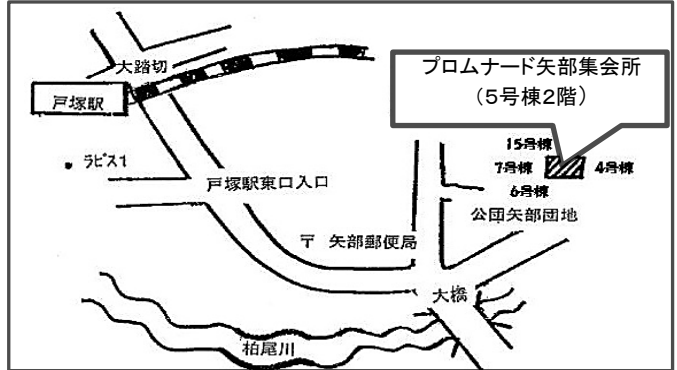 大踏切
プロムナード矢部集会所
(5号棟2階)
戸塚駅
15号棟
ラピス1
7号棟
4号棟
6号棟
戸塚駅東口入口
公団矢部団地
〒 矢部郵便局
大橋
柏尾川